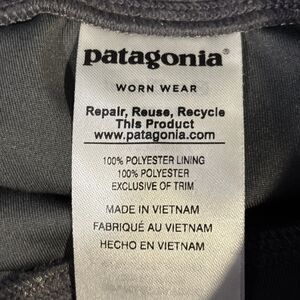 patagonia®
WORN WEAR
Repair, Reuse, Recycle
This Product
www.patagonia.com
100% POLYESTER LINING
100% POLYESTER
EXCLUSIVE OF TRIM
MADE IN VIETNAM
FABRIQUÉ AU VIETNAM
HECHO EN VIETNAM